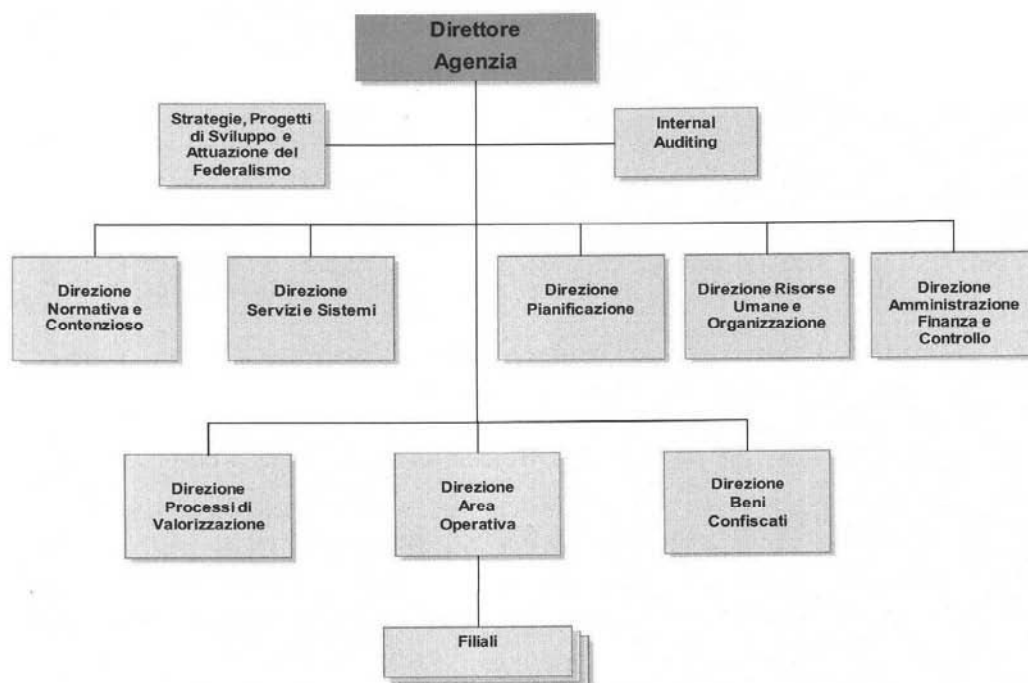 Direttore
Agenzia
Strategie, Progetti
di Sviluppo e
Attuazione del
Federalismo
Internal
Auditing
Direzione
Normativa e
Contenzioso
Direzione
Servizi e Sistemi
Direzione
Pianificazione
Direzione Risorse
Umane e
Organizzazione
Direzione
Amministrazione
Finanza e
Controllo
Direzione
Processi di
Valorizzazione
Direzione
Area
Operativa
Direzione
Beni
Confiscati
Filiali